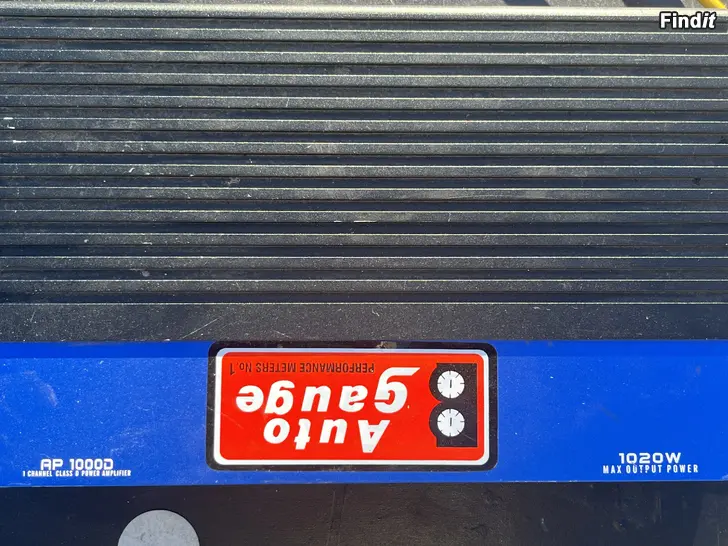 Findit
PERFORMANCE METERS No.1
Auto
gauge
AP 1000D
1 CHANNEL CLASS D POWER AMPLIFIER
1020W
MAX OUTPUT POWER